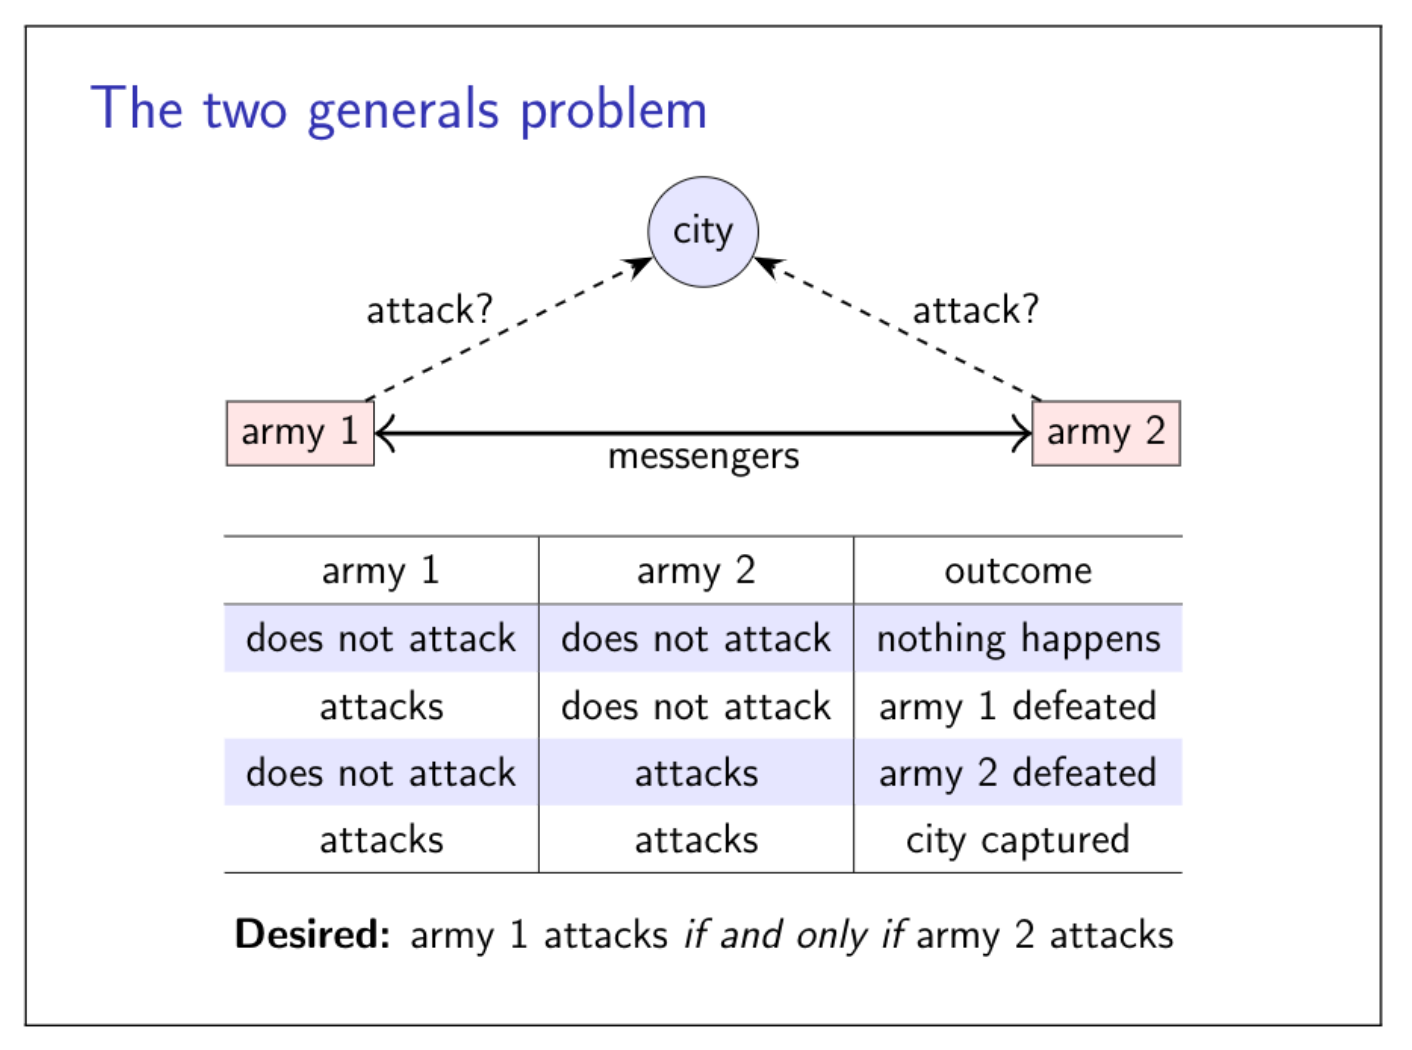 The two generals problem
city
attack?
attack?
army 1
army 2
messengers
army 1 army 2 outcome
does not attack does not attack nothing happens
attacks does not attack army 1 defeated
does not attack attacks army 2 defeated
attacks attacks city captured
Desired: army 1 attacks if and only if army 2 attacks